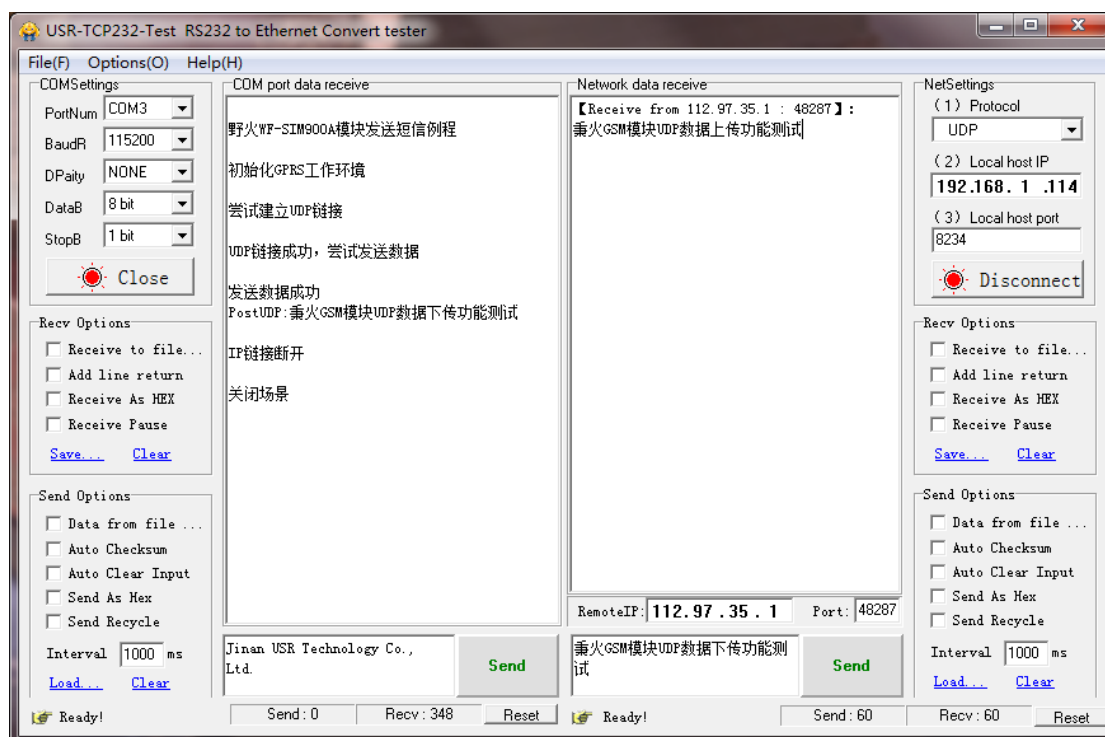 USR-TCP232-Test RS232 to Ethernet Convert tester
File(F) Options(O) Help(H)
COMSettings
PortNum COM3
BaudR 115200
DPaity NONE
DataB 8 bit
StopB 1 bit
Close
Recv Options
Receive to file...
Add line return
Receive As HEX
Receive Pause
Save... Clear
Send Options
Data from file ...
Auto Checksum
Auto Clear Input
Send As Hex
Send Recycle
Interval 1000 ms
Load... Clear
Ready!
COM port data receive
野火WF-SIM900A模块发送短信例程
初始化GPRS工作环境
尝试建立UDP链接
UDP链接成功，尝试发送数据
发送数据成功
PostUDP:秉火GSM模块UDP数据下传功能测试
IP链接断开
关闭场景
Jinan USR Technology Co.,
Ltd.
Send
Send : 0 Recv : 348 Reset
Network data receive
【Receive from 112.97.35.1 : 48287】:
秉火GSM模块UDP数据上传功能测试
RemoteIP: 112.97 .35 . 1 Port: 48287
秉火GSM模块UDP数据下传功能测
试
Send
Ready! Send : 60 Recv : 60 Reset
NetSettings
(1) Protocol
UDP
(2) Local host IP
192.168. 1 .114
(3) Local host port
8234
Disconnect
Recv Options
Receive to file...
Add line return
Receive As HEX
Receive Pause
Save... Clear
Send Options
Data from file ...
Auto Checksum
Auto Clear Input
Send As Hex
Send Recycle
Interval 1000 ms
Load... Clear